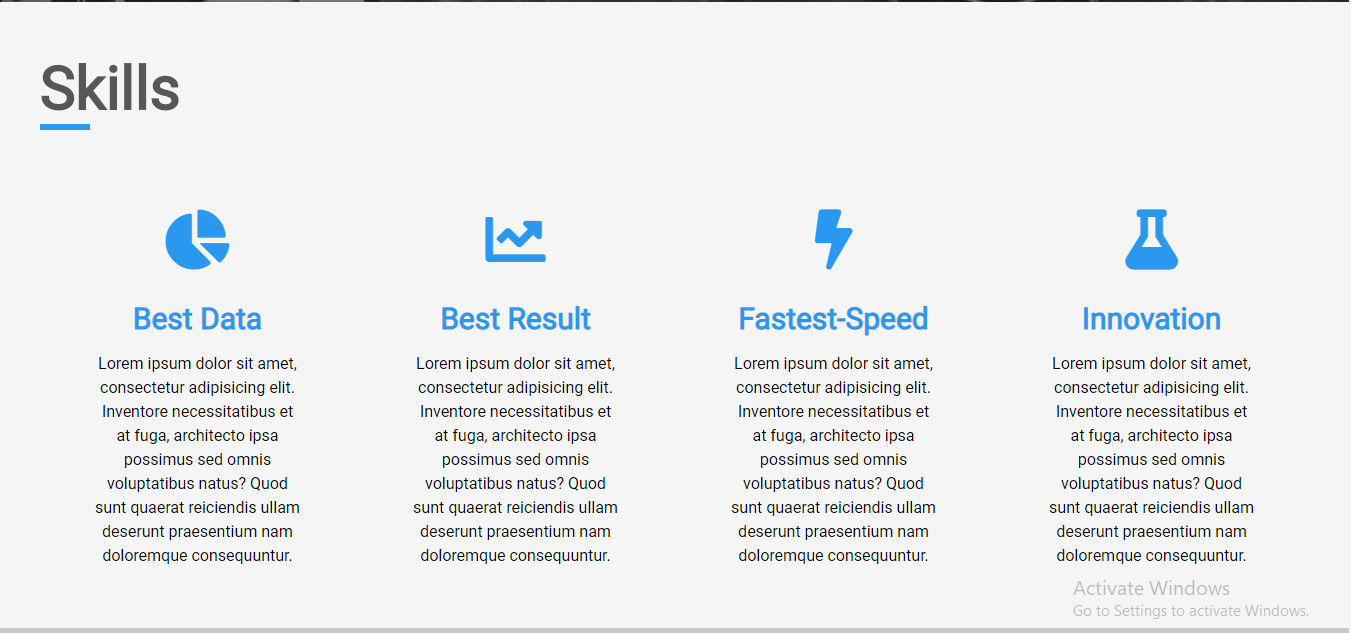 Skills
Best Data
Lorem ipsum dolor sit amet,
consectetur adipisicing elit.
Inventore necessitatibus et
at fuga, architecto ipsa
possimus sed omnis
voluptatibus natus? Quod
sunt quaerat reiciendis ullam
deserunt praesentium nam
doloremque consequuntur.
Best Result
Lorem ipsum dolor sit amet,
consectetur adipisicing elit.
Inventore necessitatibus et
at fuga, architecto ipsa
possimus sed omnis
voluptatibus natus? Quod
sunt quaerat reiciendis ullam
deserunt praesentium nam
doloremque consequuntur.
Fastest-Speed
Lorem ipsum dolor sit amet,
consectetur adipisicing elit.
Inventore necessitatibus et
at fuga, architecto ipsa
possimus sed omnis
voluptatibus natus? Quod
sunt quaerat reiciendis ullam
deserunt praesentium nam
doloremque consequuntur.
Innovation
Lorem ipsum dolor sit amet,
consectetur adipisicing elit.
Inventore necessitatibus et
at fuga, architecto ipsa
possimus sed omnis
voluptatibus natus? Quod
sunt quaerat reiciendis ullam
deserunt praesentium nam
doloremque consequuntur.
Activate Windows
Go to Settings to activate Windows.